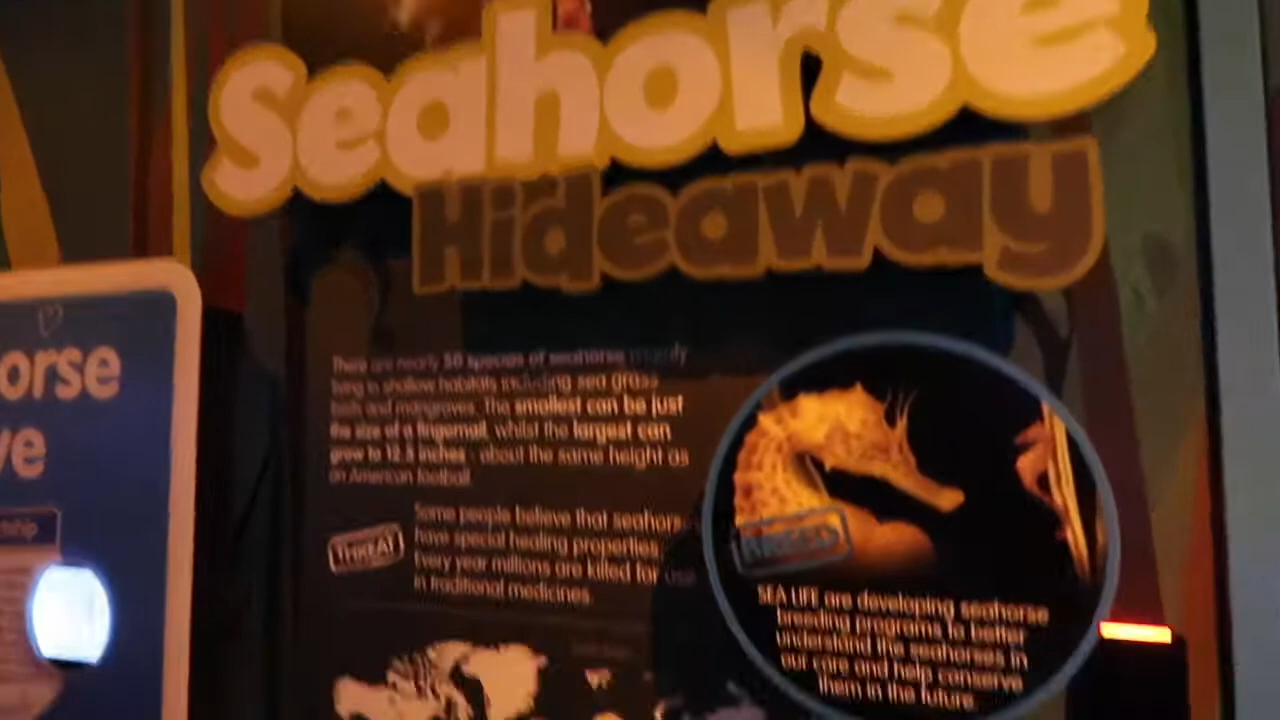 Seahorse
Hideaway
orse
ve
There are nearly 50 species of seahorse
living in shallow habitats including sea grass
beds and mangroves. The smallest can be just
the size of a fingernail, whilst the largest can
grow to 12.5 inches, about the same height as
an American football.
THREAT
Some people believe that seahors
have special healing properties
every year millions are killed for use
in traditional medicines.
SEA LIFE are developing seahorse
breeding programs to better
understand the seahorses in
our care and help conserve
them in the future.